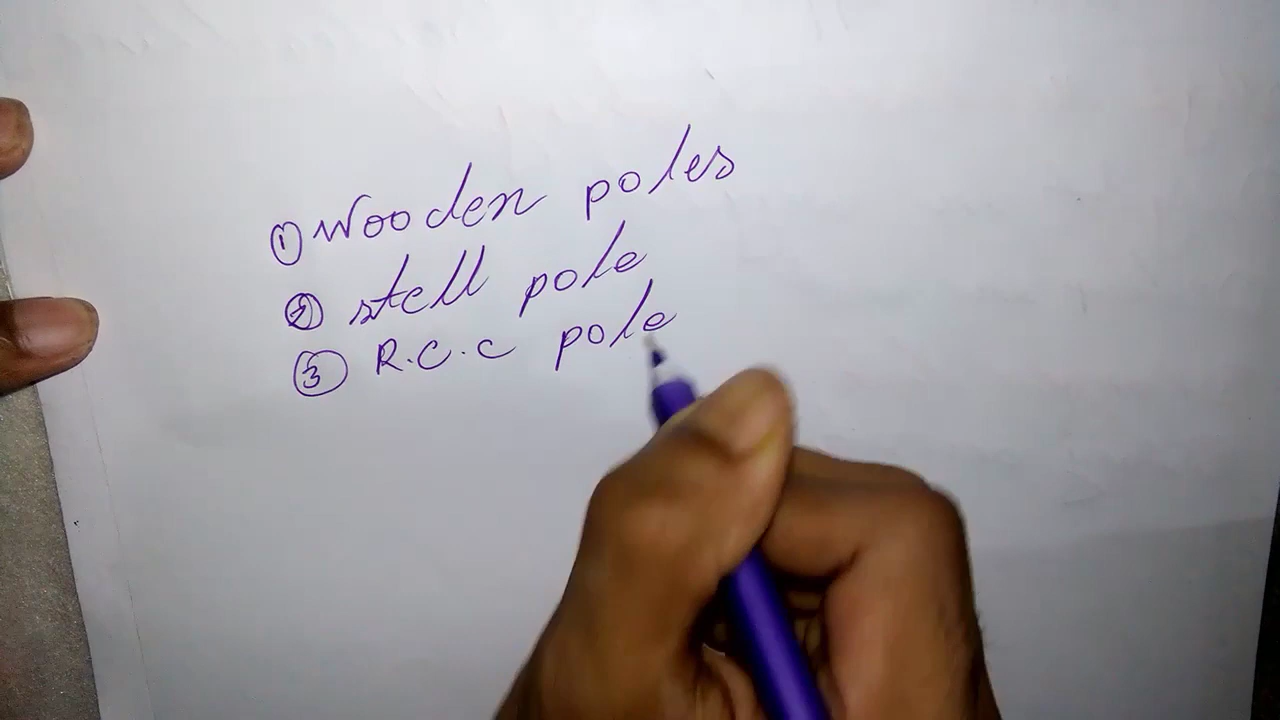 ① Wooden poles
② stell pole
③ R.C.C pole